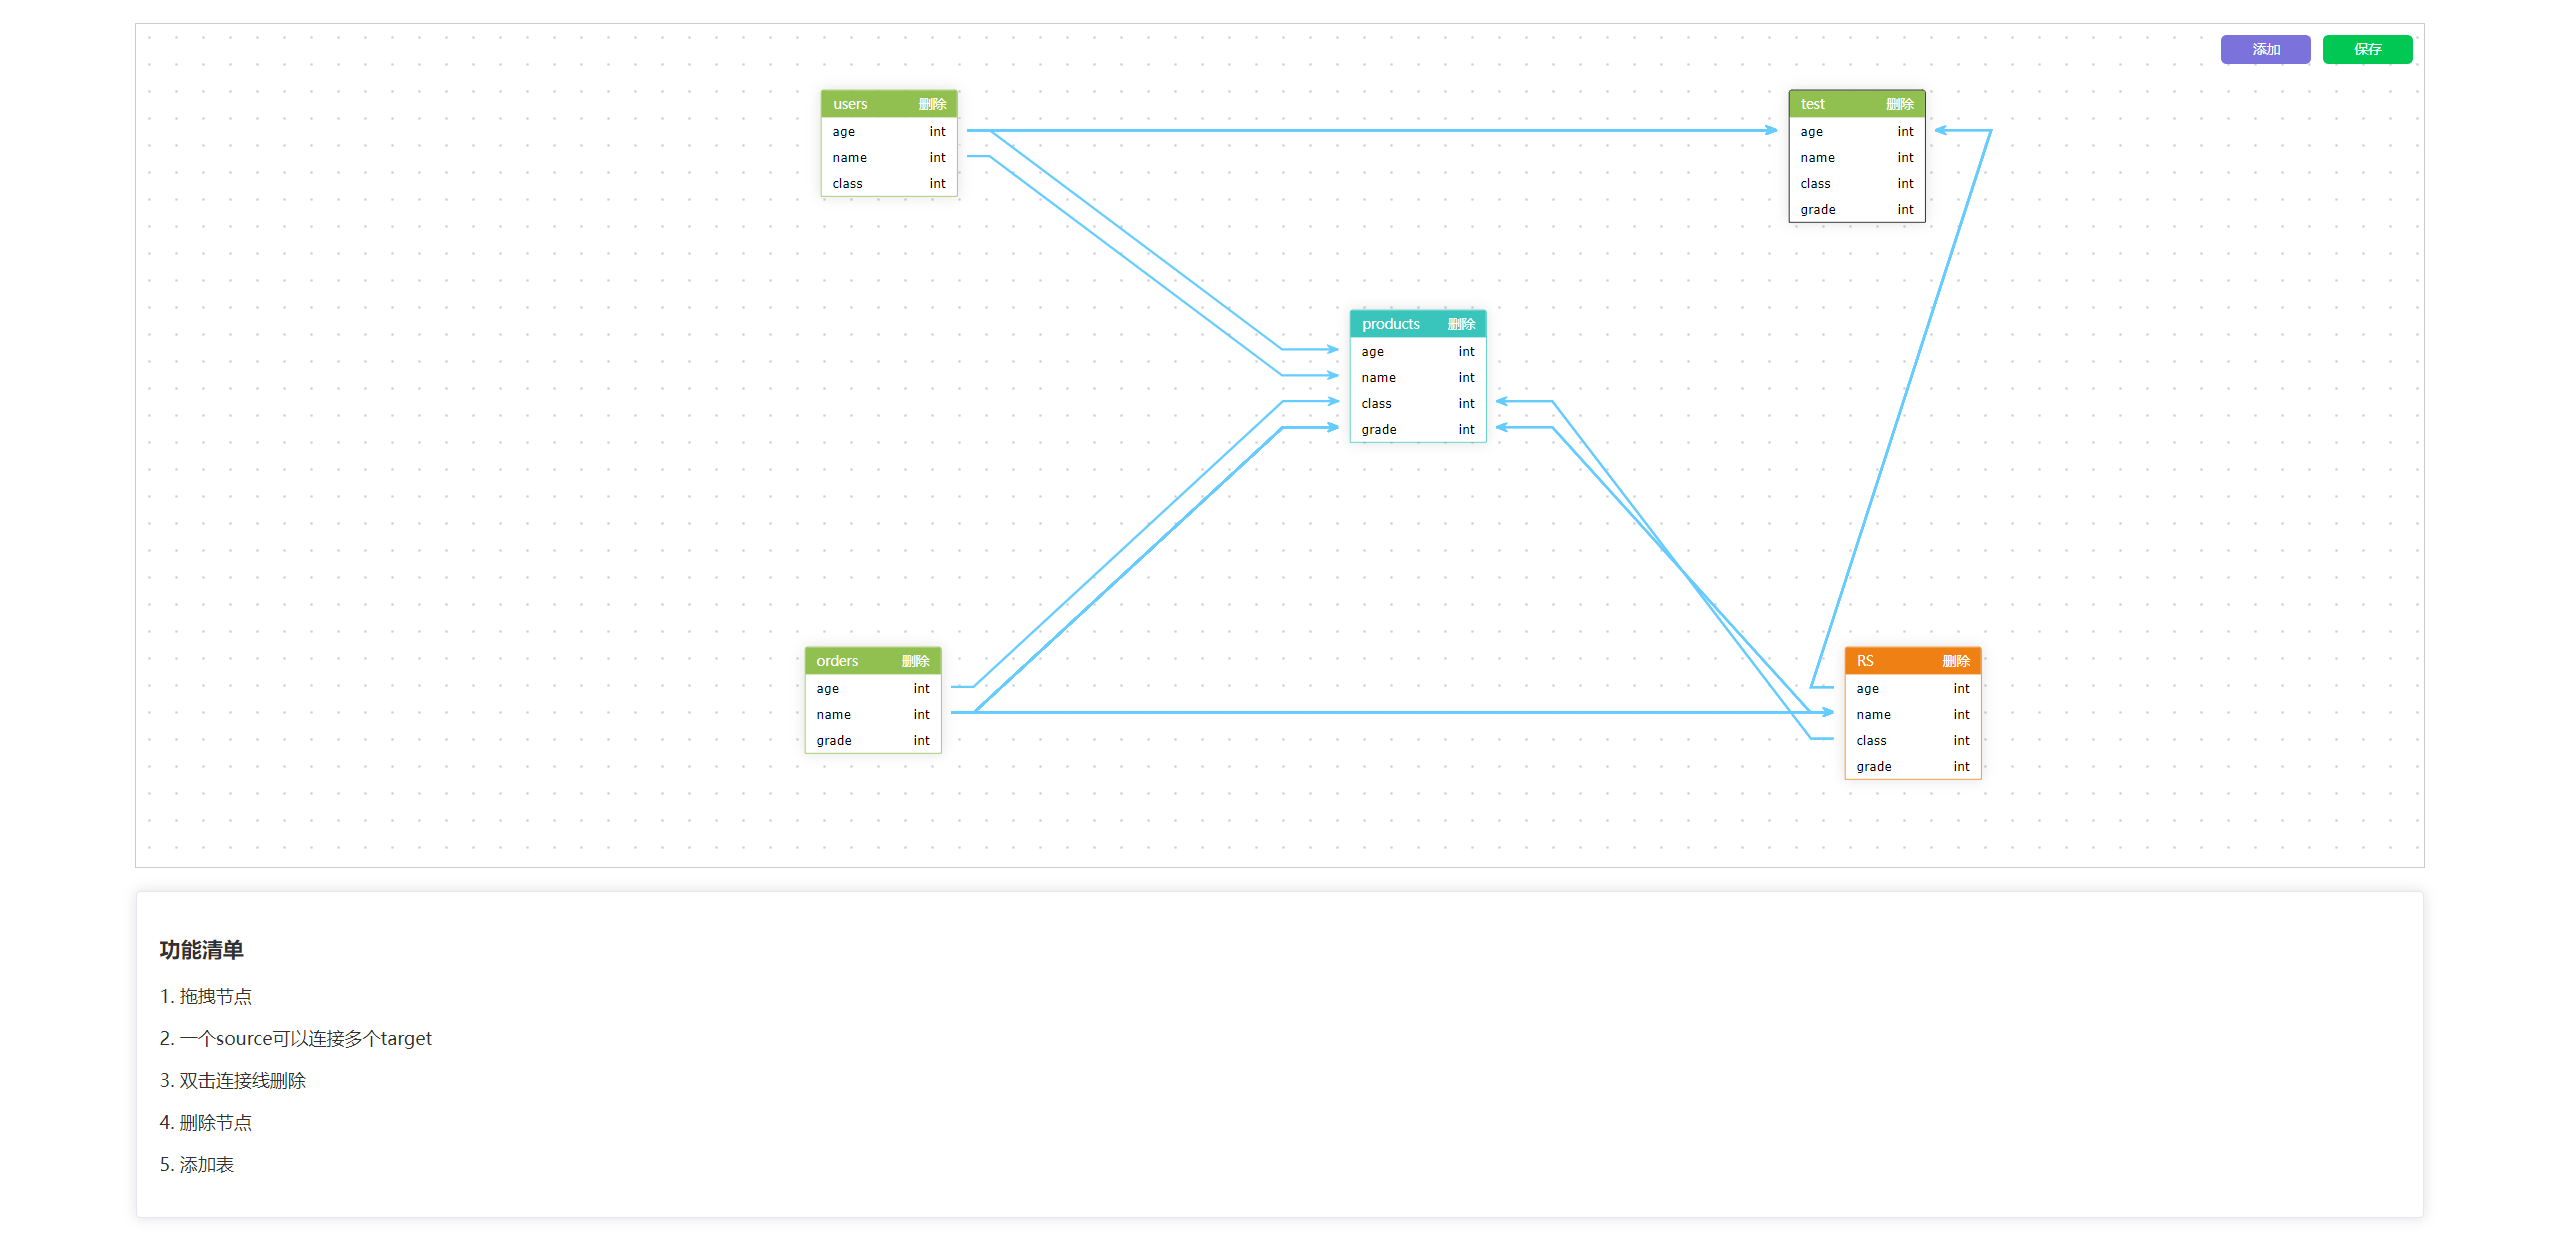 添加 保存
users 删除
age int
name int
class int
test 删除
age int
name int
class int
grade int
products 删除
age int
name int
class int
grade int
orders 删除
age int
name int
grade int
RS 删除
age int
name int
class int
grade int
功能清单
1. 拖拽节点
2. 一个source可以连接多个target
3. 双击连接线删除
4. 删除节点
5. 添加表